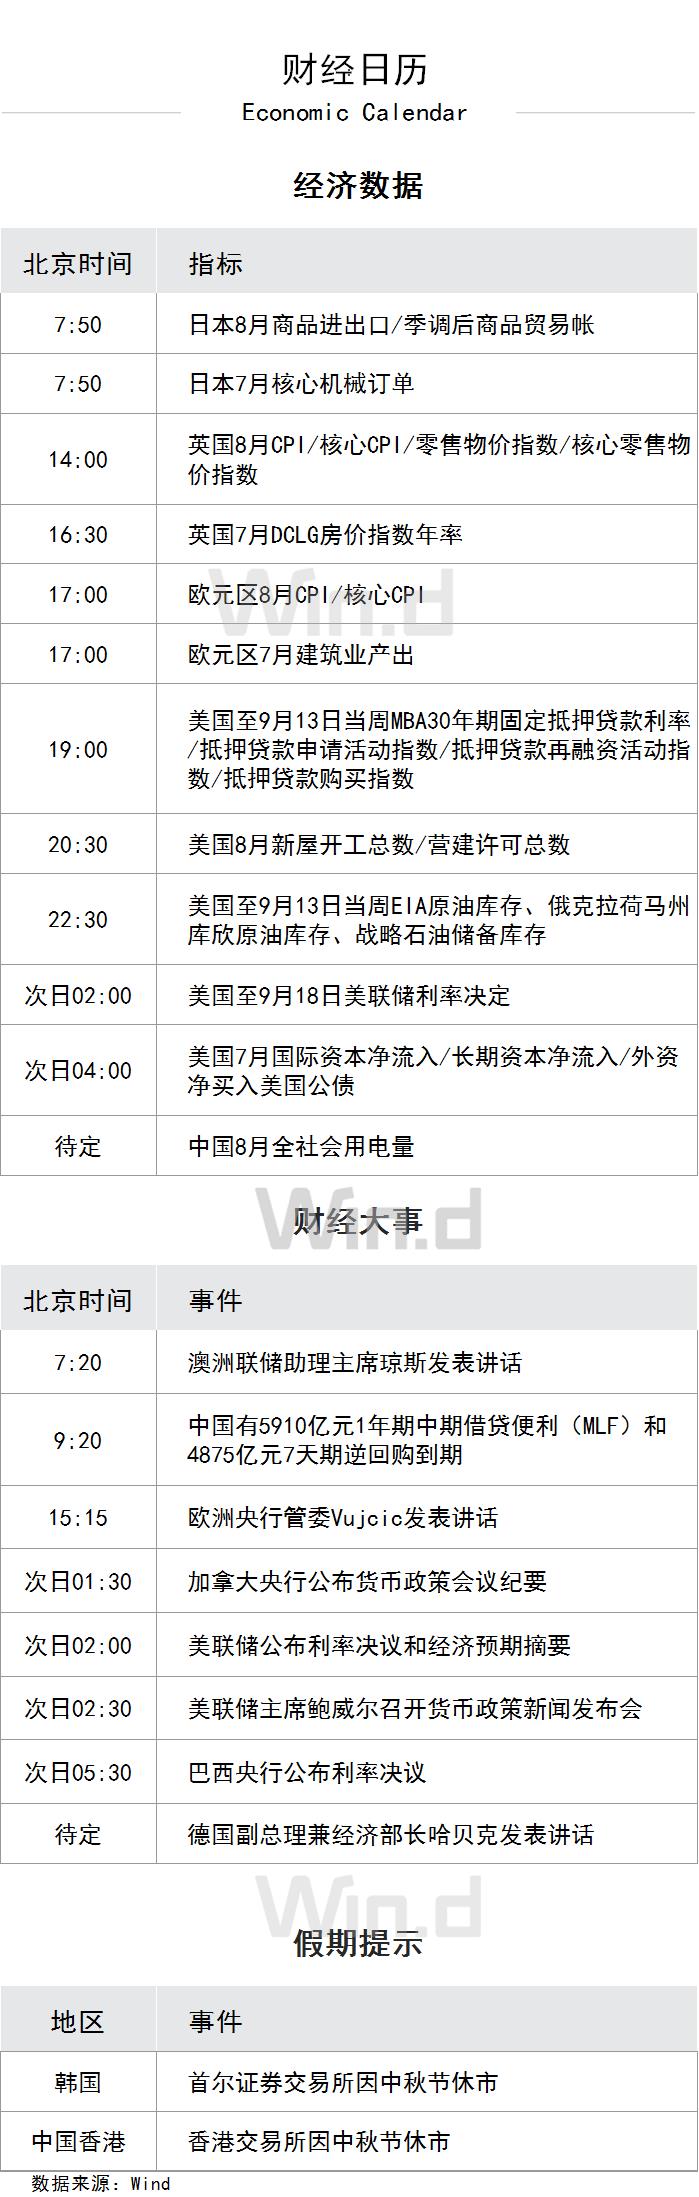 财经日历
Economic Calendar
经济数据
北京时间 指标
7:50 日本8月商品进出口/季调后商品贸易帐
7:50 日本7月核心机械订单
14:00 英国8月CPI/核心CPI/零售物价指数/核心零售物
价指数
16:30 英国7月DCLG房价指数年率
17:00 欧元区8月CPI/核心CPI
17:00 欧元区7月建筑业产出
19:00 美国至9月13日当周MBA30年期固定抵押贷款利率
/抵押贷款申请活动指数/抵押贷款再融资活动指
数/抵押贷款购买指数
20:30 美国8月新屋开工总数/营建许可总数
22:30 美国至9月13日当周EIA原油库存、俄克拉荷马州
库欣原油库存、战略石油储备库存
次日02:00 美国至9月18日美联储利率决定
次日04:00 美国7月国际资本净流入/长期资本净流入/外资
净买入美国公债
待定 中国8月全社会用电量
财经大事
北京时间 事件
7:20 澳洲联储助理主席琼斯发表讲话
9:20 中国有5910亿元1年期中期借贷便利（MLF）和
4875亿元7天期逆回购到期
15:15 欧洲央行管委Vujcic发表讲话
次日01:30 加拿大央行公布货币政策会议纪要
次日02:00 美联储公布利率决议和经济预期摘要
次日02:30 美联储主席鲍威尔召开货币政策新闻发布会
次日05:30 巴西央行公布利率决议
待定 德国副总理兼经济部长哈贝克发表讲话
假期提示
地区 事件
韩国 首尔证券交易所因中秋节休市
中国香港 香港交易所因中秋节休市
数据来源：Wind
Win.d
Win.d
Win.d